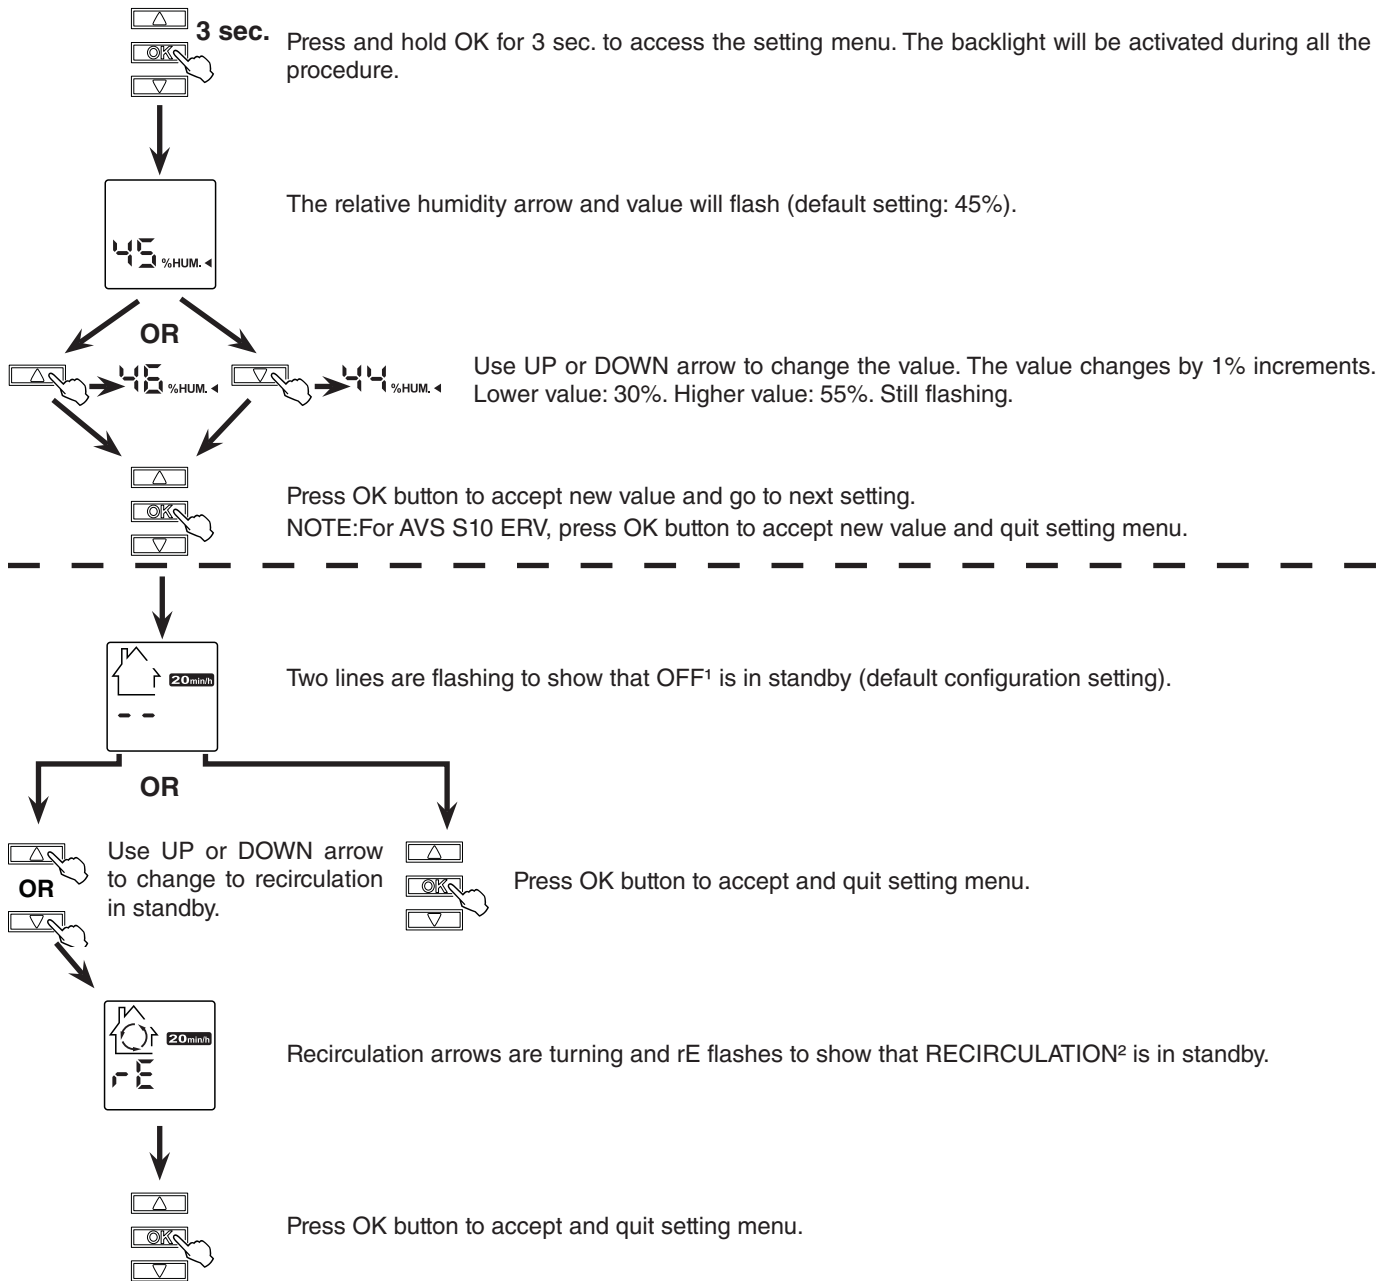 OK
3 sec.
Press and hold OK for 3 sec. to access the setting menu. The backlight will be activated during all the
procedure.
The relative humidity arrow and value will flash (default setting: 45%).
45 %HUM.
OR
46 %HUM.
44 %HUM.
Use UP or DOWN arrow to change the value. The value changes by 1% increments.
Lower value: 30%. Higher value: 55%. Still flashing.
OK
Press OK button to accept new value and go to next setting.
NOTE:For AVS S10 ERV, press OK button to accept new value and quit setting menu.
20min/h
- -
Two lines are flashing to show that OFF¹ is in standby (default configuration setting).
OR
OR
Use UP or DOWN arrow
to change to recirculation
in standby.
OK
Press OK button to accept and quit setting menu.
20min/h
rE
Recirculation arrows are turning and rE flashes to show that RECIRCULATION² is in standby.
OK
Press OK button to accept and quit setting menu.